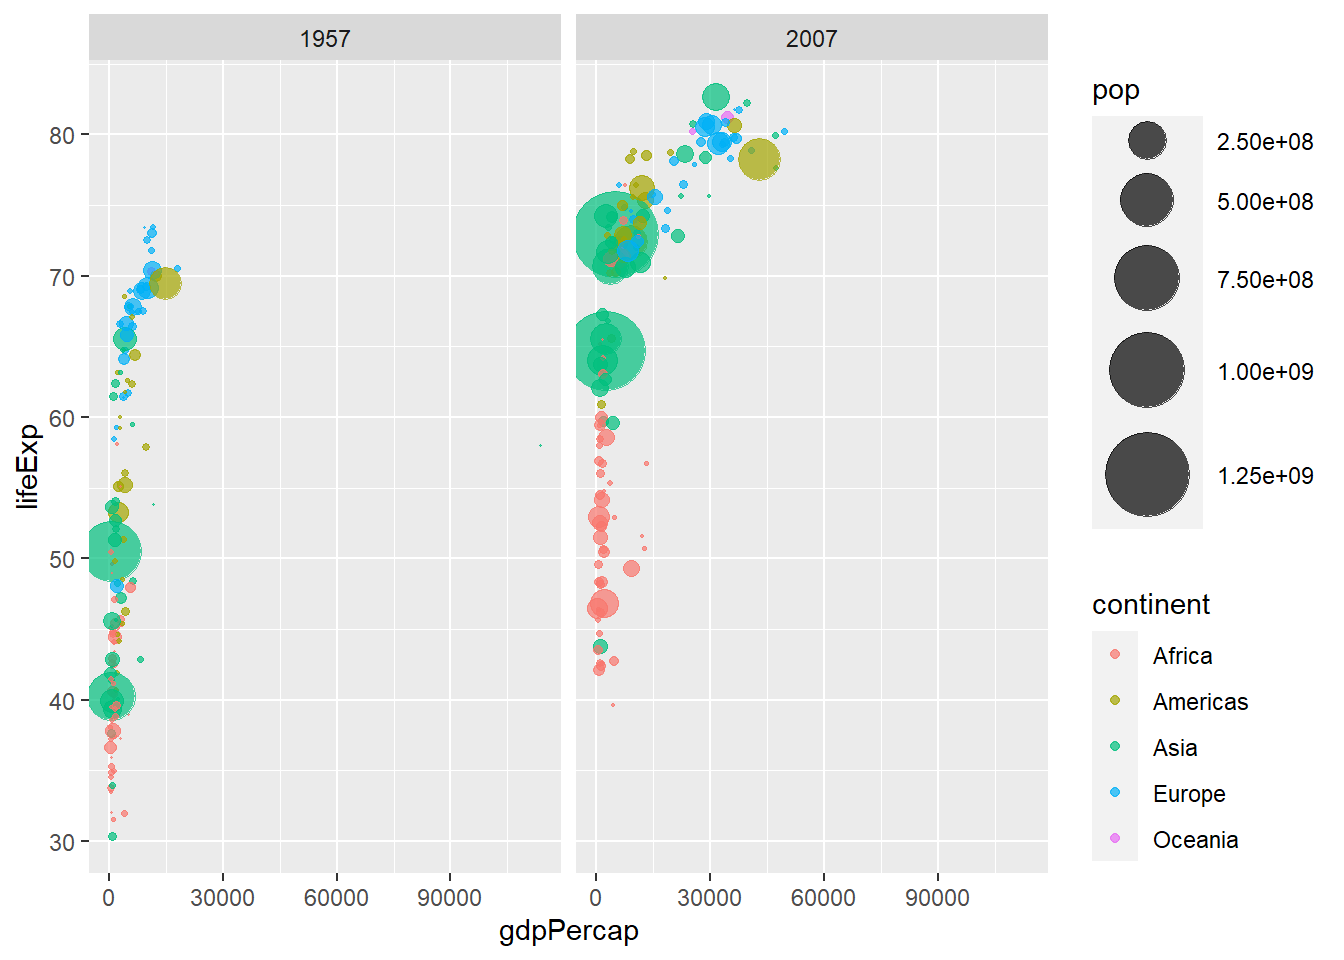 1957
2007
80
70
60
50
40
30
lifeExp
0
30000
60000
90000
0
30000
60000
90000
gdpPercap
pop
2.50e+08
5.00e+08
7.50e+08
1.00e+09
1.25e+09
continent
Africa
Americas
Asia
Europe
Oceania